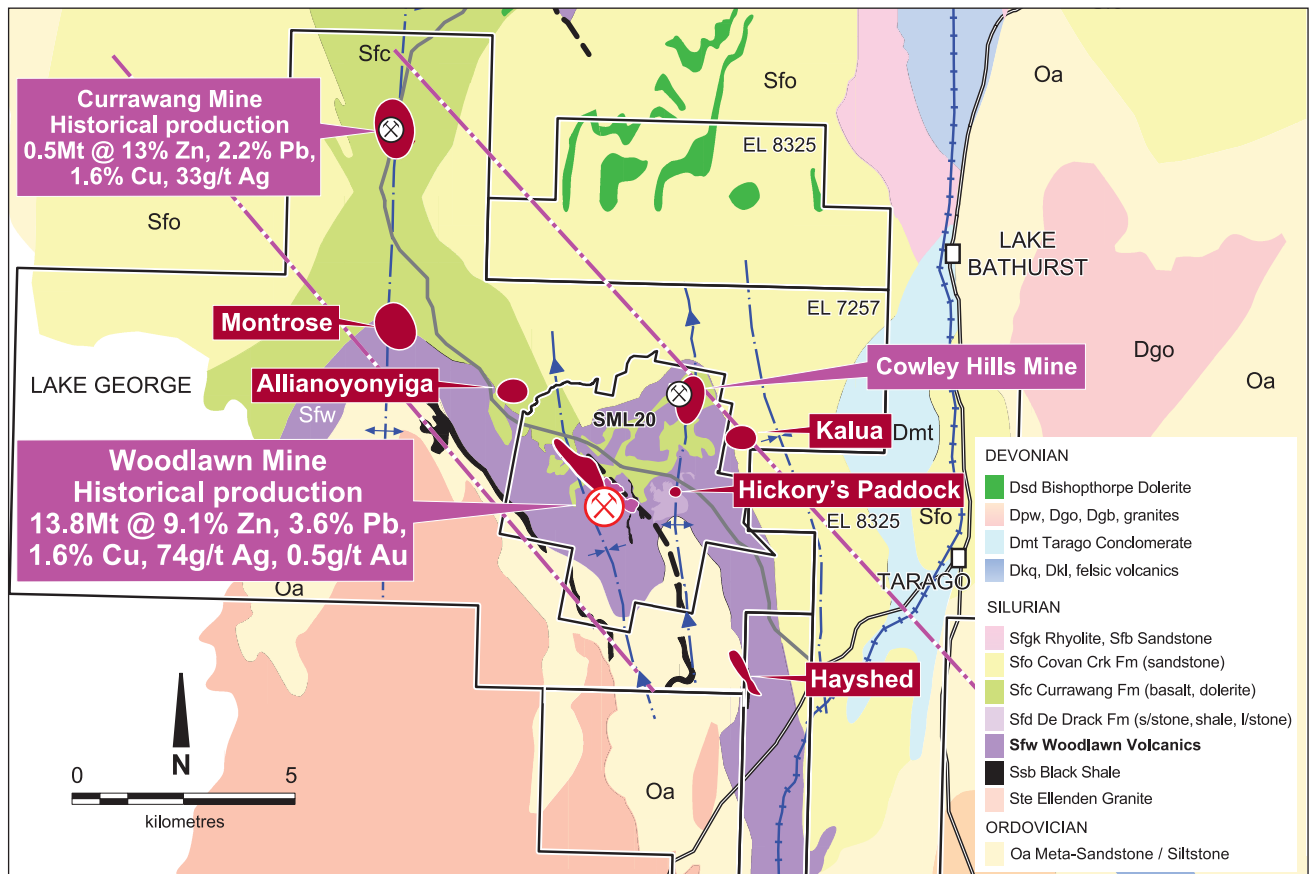 Sfc
Sfo
Oa
Currawang Mine
Historical production
0.5Mt @ 13% Zn, 2.2% Pb,
1.6% Cu, 33g/t Ag
EL 8325
Sfo
LAKE
BATHURST
EL 7257
Montrose
Dgo
Cowley Hills Mine
Oa
LAKE GEORGE
Allianoyonyiga
Sfw
SML20
Kalua
Dmt
Woodlawn Mine
Historical production
13.8Mt @ 9.1% Zn, 3.6% Pb,
1.6% Cu, 74g/t Ag, 0.5g/t Au
Hickory's Paddock
EL 8325
Sfo
TARAGO
Oa
Hayshed
N
0
5
kilometres
Oa
DEVONIAN
Dsd Bishopthorpe Dolerite
Dpw, Dgo, Dgb, granites
Dmt Tarago Conclomerate
Dkq, Dkl, felsic volcanics
SILURIAN
Sfgk Rhyolite, Sfb Sandstone
Sfo Covan Crk Fm (sandstone)
Sfc Currawang Fm (basalt, dolerite)
Sfd De Drack Fm (s/stone, shale, l/stone)
Sfw Woodlawn Volcanics
Ssb Black Shale
Ste Ellenden Granite
ORDOVICIAN
Oa Meta-Sandstone / Siltstone